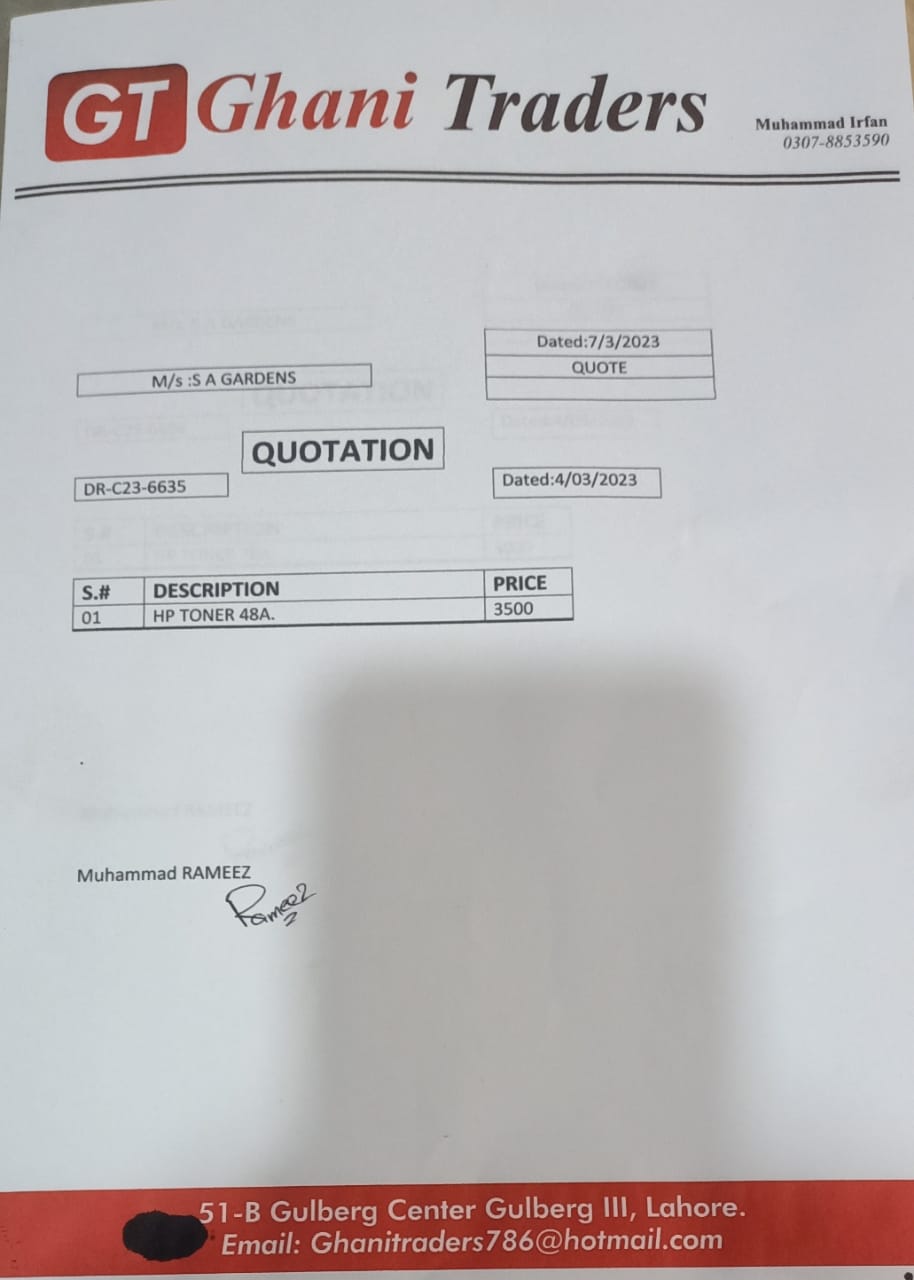 GT Ghani Traders
Muhammad Irfan
0307-8853590
Dated:7/3/2023
QUOTE
M/s :S A GARDENS
QUOTATION
DR-C23-6635
Dated:4/03/2023
S.# DESCRIPTION PRICE
01 HP TONER 48A. 3500
Muhammad RAMEEZ
Rameez
51-B Gulberg Center Gulberg III, Lahore.
Email: Ghanitraders786@hotmail.com